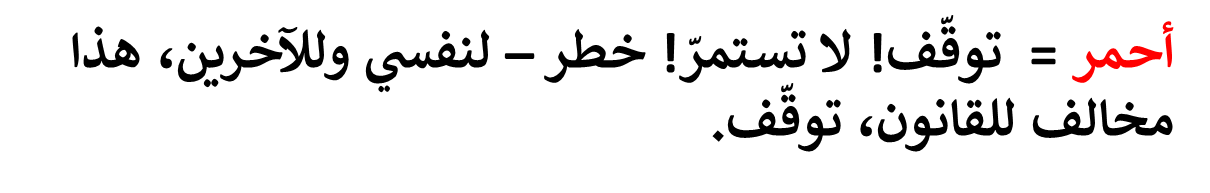 أحمر = توقّف! لا تستمرّ! خطر – لنفسي وللآخرين، هذا
مخالف للقانون، توقّف.